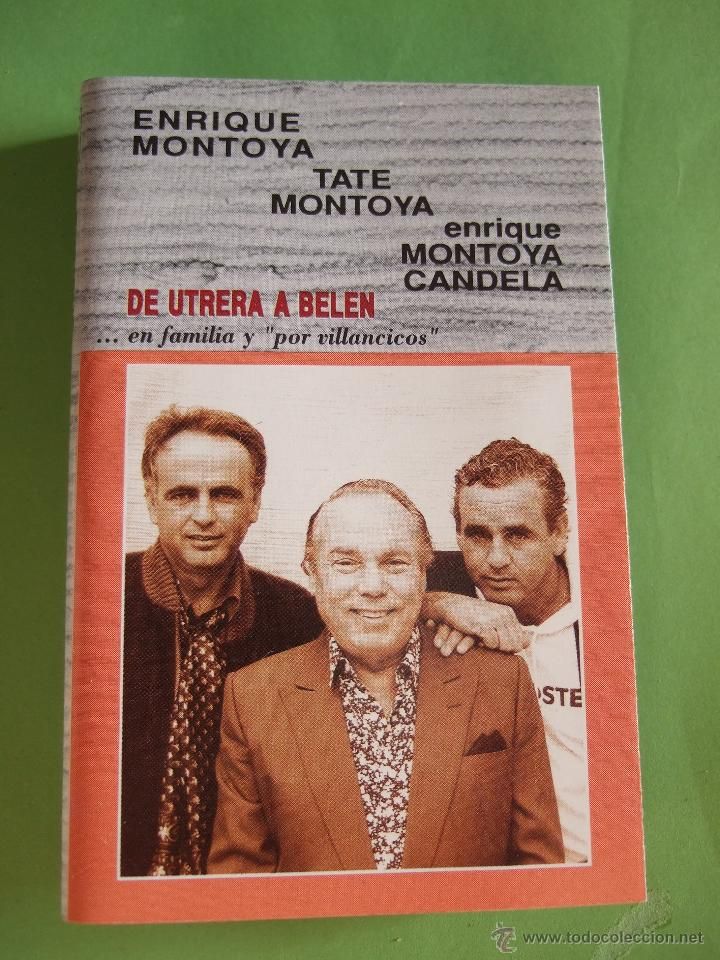 ENRIQUE
MONTOYA
TATE
MONTOYA
enrique
MONTOYA
CANDELA
DE UTRERA A BELEN
... en familia y "por villancicos"
OSTE
© www.todocoleccion.net